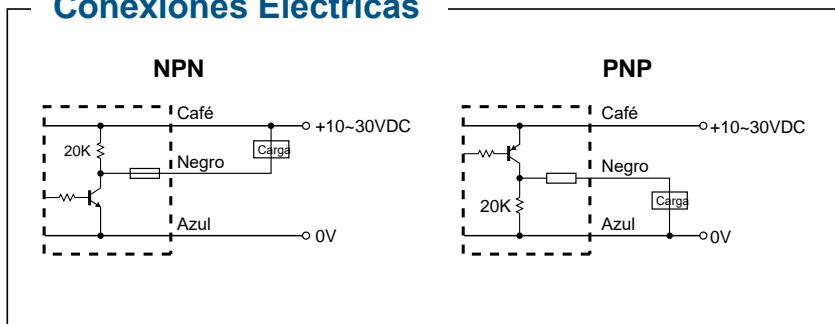 Conexiones Eléctricas
NPN
Café
+10~30VDC
20K
Carga
Negro
Azul
0V
PNP
Café
+10~30VDC
Negro
20K
Carga
Azul
0V